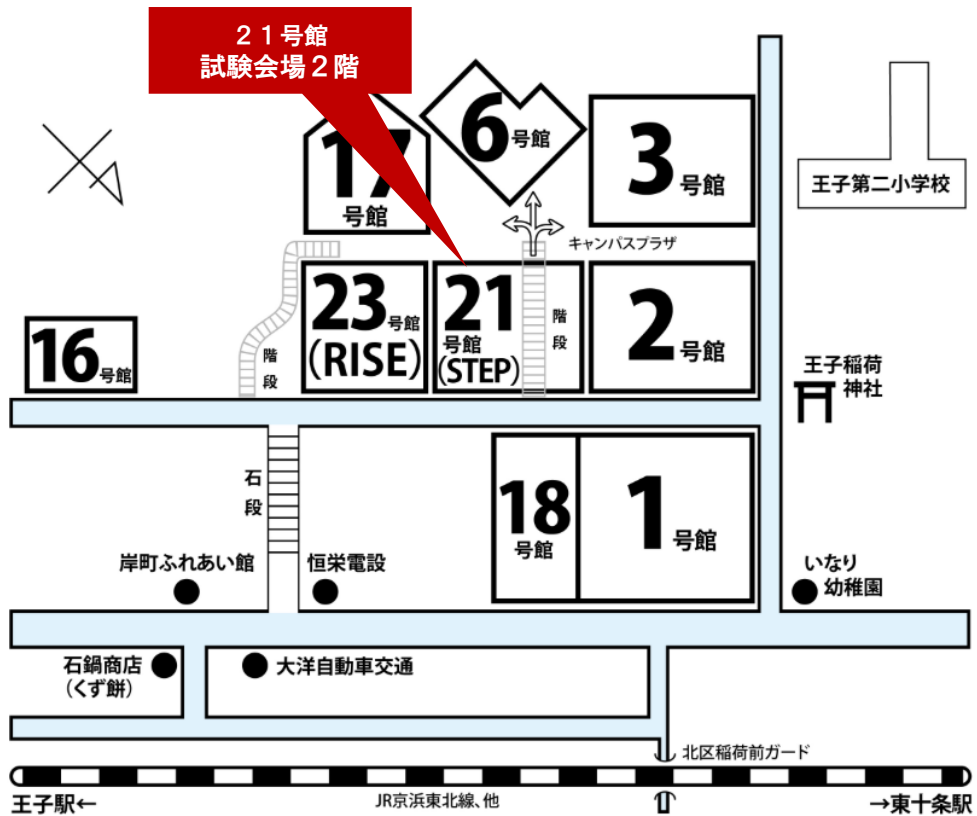 ２１号館
試験会場２階
17
号館
6号館
3号館
王子第二小学校
キャンパスプラザ
23号館
(RISE)
21
号館
(STEP)
階段
2号館
16号館
階段
王子稲荷
神社
石段
18
号館
1号館
岸町ふれあい館
恒栄電設
いなり
幼稚園
石鍋商店
（くず餅）
大洋自動車交通
北区稲荷前ガード
王子駅←
JR京浜東北線、他
→東十条駅